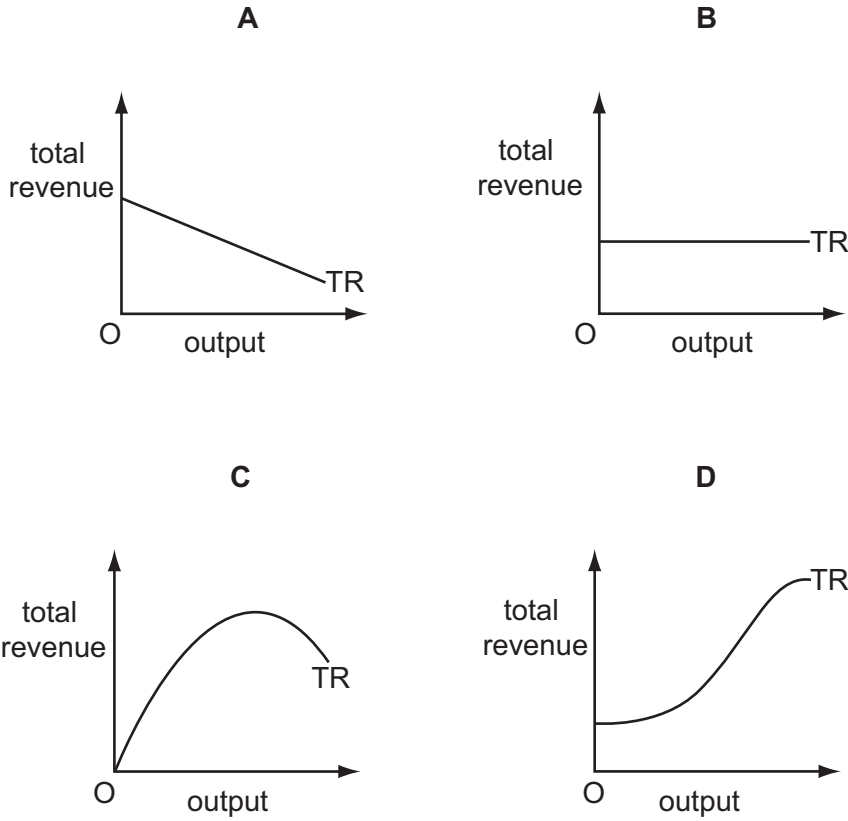 A
total
revenue
TR
O
output
B
total
revenue
TR
O
output
C
total
revenue
TR
O
output
D
total
revenue
TR
O
output